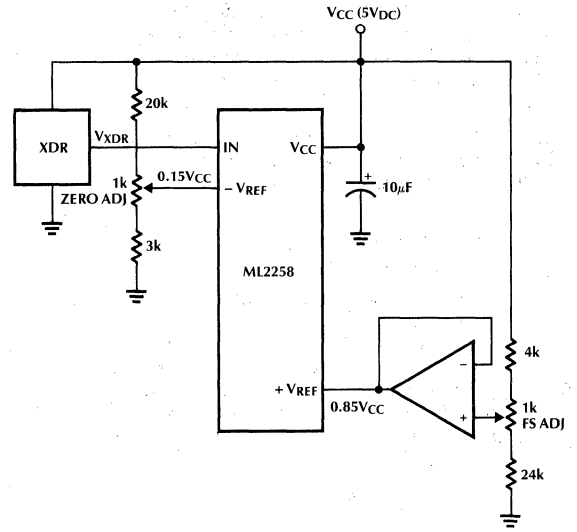 VCC (5VDC)
20k
XDR
VXDR
IN
VCC
1k
ZERO ADJ
0.15VCC
– VREF
+
10µF
3k
ML2258
4k
–
+ VREF
0.85VCC
+
1k
FS ADJ
24k